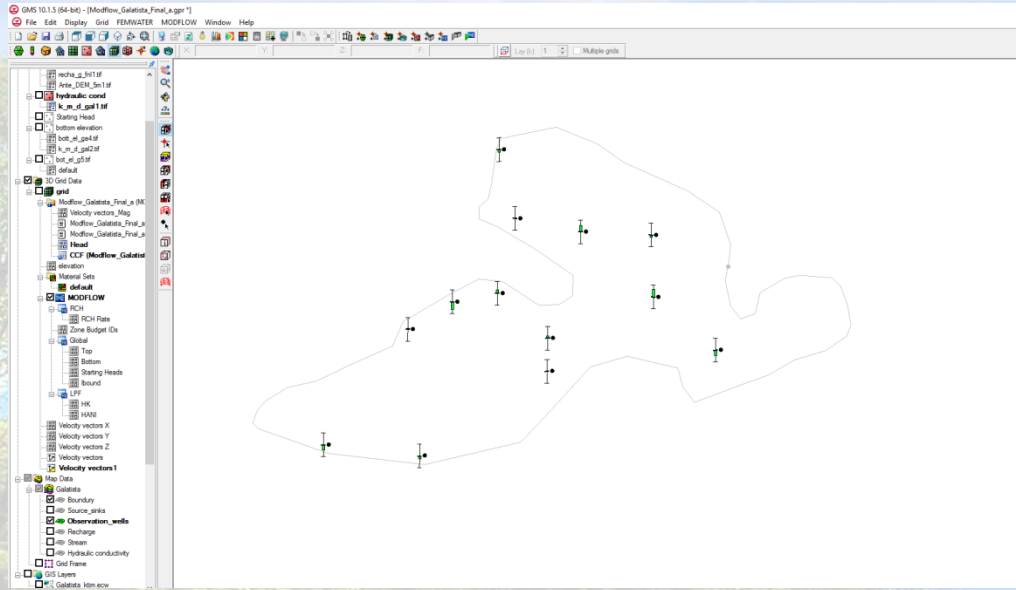 GMS 10.1.5 (64-bit) - [Modflow_Galatista_Final_a.gpr *]
File Edit Display Grid FEMWATER MODFLOW Window Help
X: Y: Z: F: Lay (k) 1 Multiple grids
recha_g_fnl1.tif
Ante_DEM_5m1.tif
hydraulic cond
k_m_d_gal1.tif
Starting Head
bottom elevation
bott_el_ga4.tif
k_m_d_gal2.tif
bot_el_g5.tif
default
3D Grid Data
grid
Modflow_Galatista_Final_a (MO
Velocity vectors_Mag
Modflow_Galatista_Final_a
Modflow_Galatista_Final_a
Head
CCF (Modflow_Galatist
elevation
Material Sets
default
MODFLOW
RCH
RCH Rate
Zone Budget IDs
Global
Top
Bottom
Starting Heads
Ibound
LPF
HK
HANI
Velocity vectors X
Velocity vectors Y
Velocity vectors Z
Velocity vectors
Velocity vectors1
Map Data
Galatista
Boundury
Source_sinks
Observation_wells
Recharge
Stream
Hydraulic conductivity
Grid Frame
GIS Layers
Galatista_ktim.ecw